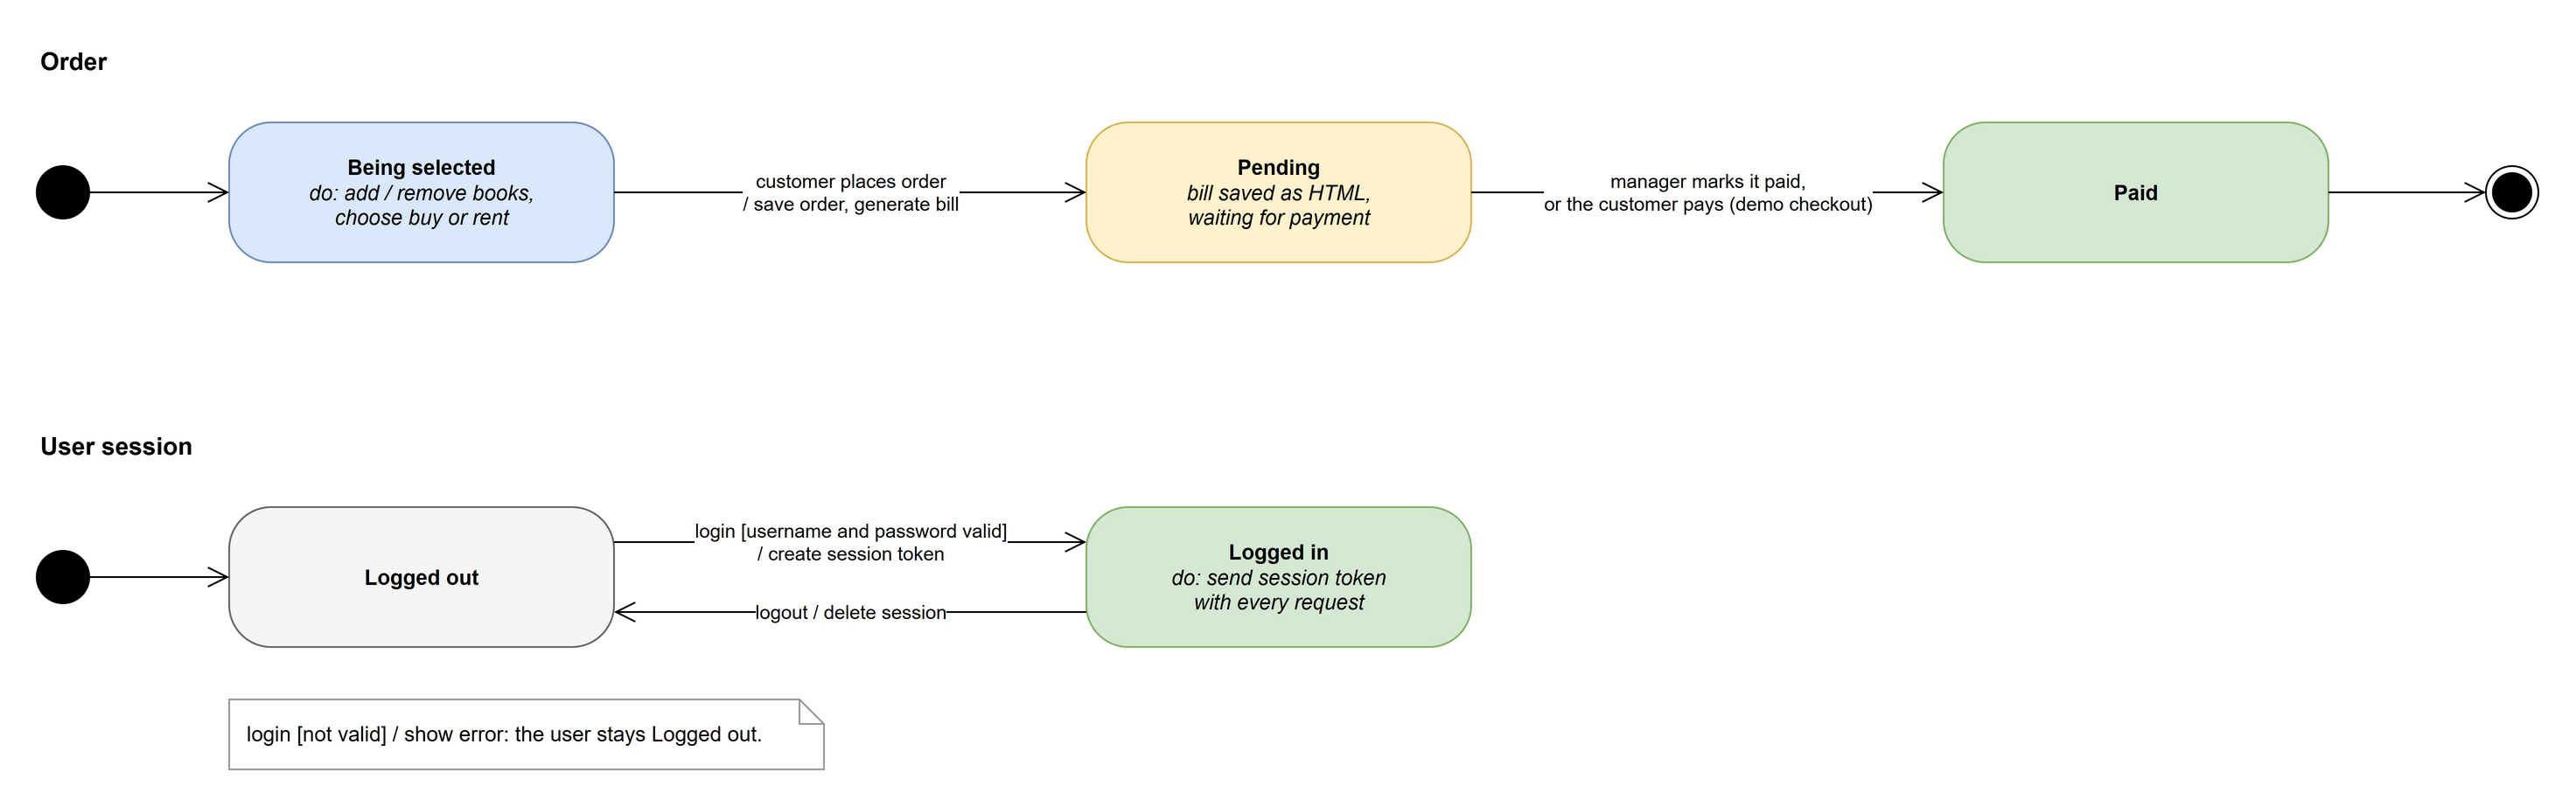 Order
Being selected
do: add / remove books,
choose buy or rent
customer places order
/ save order, generate bill
Pending
bill saved as HTML,
waiting for payment
manager marks it paid,
or the customer pays (demo checkout)
Paid
User session
Logged out
login [username and password valid]
/ create session token
logout / delete session
Logged in
do: send session token
with every request
login [not valid] / show error: the user stays Logged out.